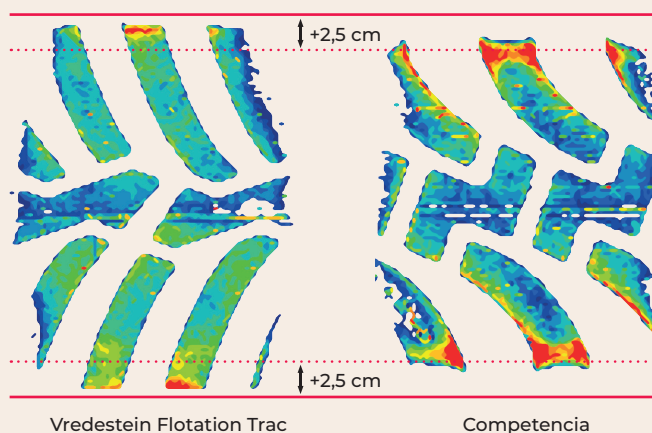 +2,5 cm
+2,5 cm
Vredestein Flotation Trac
Competencia